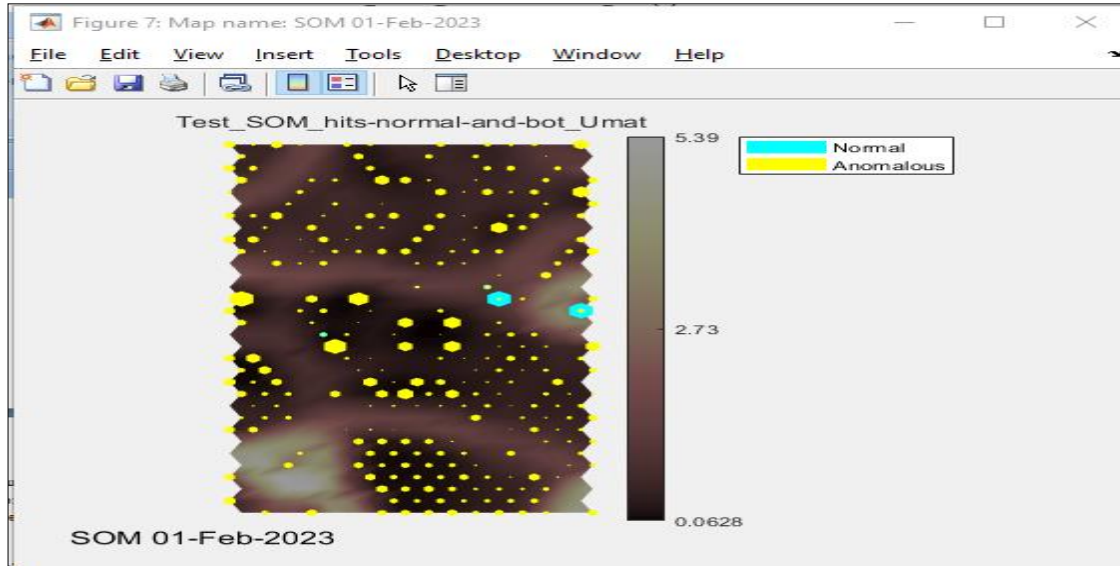 Figure 7: Map name: SOM 01-Feb-2023
File Edit View Insert Tools Desktop Window Help
Test_SOM_hits-normal-and-bot_Umat
5.39
Normal
Anomalous
2.73
0.0628
SOM 01-Feb-2023